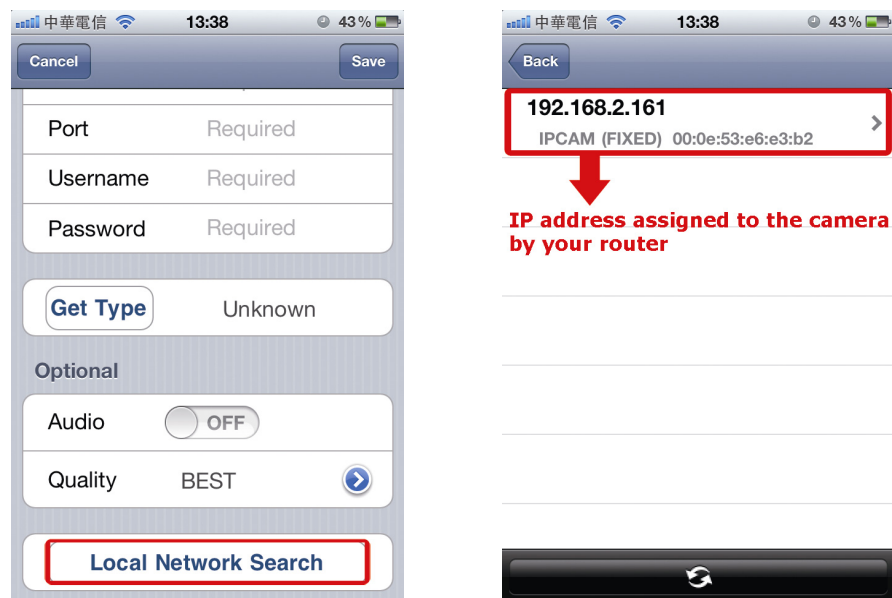 中華電信 13:38 43%
Cancel Save
Port Required
Username Required
Password Required
Get Type Unknown
Optional
Audio OFF
Quality BEST
Local Network Search
中華電信 13:38 43%
Back
192.168.2.161
IPCAM (FIXED) 00:0e:53:e6:e3:b2
IP address assigned to the camera
by your router